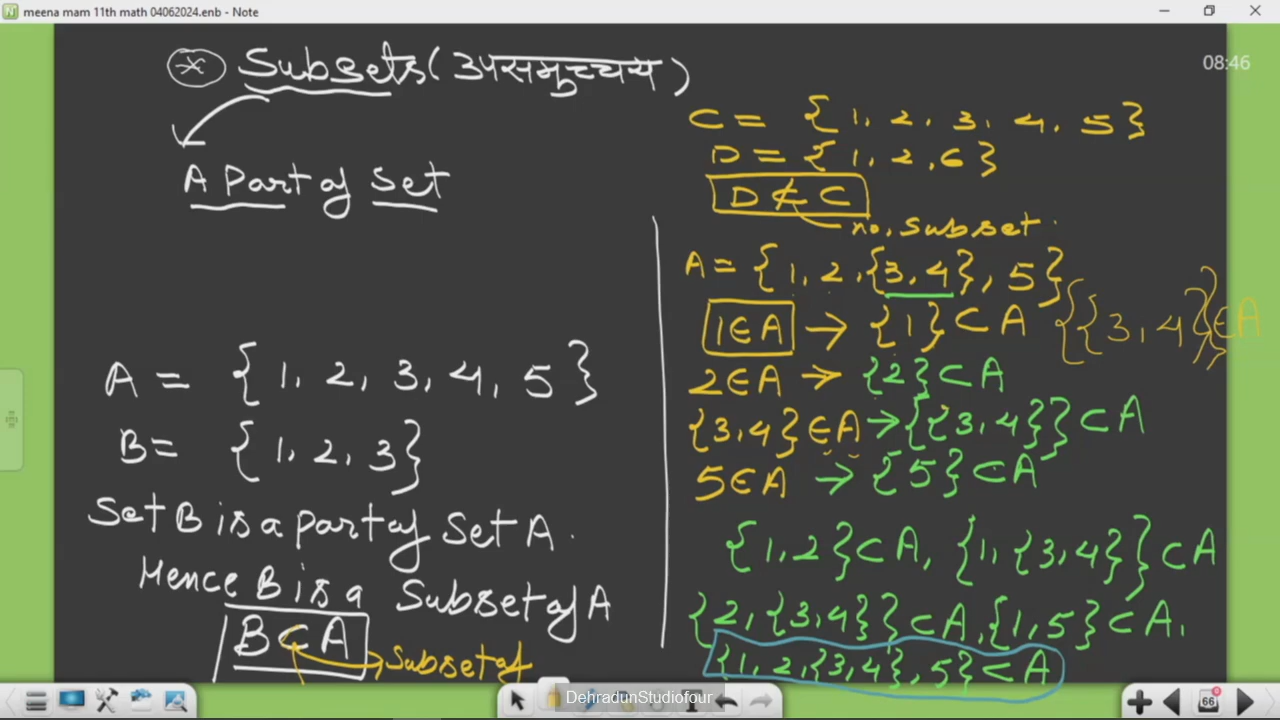 meena mam 11th math 04062024.enb - Note
08:46
* Subsets (उपसमुच्चय)
A Part of Set
A = {1, 2, 3, 4, 5}
B = {1, 2, 3}
Set B is a part of Set A.
Hence B is a Subset of A
B ⊂ A
Subset of
C = {1, 2, 3, 4, 5}
D = {1, 2, 6}
D ⊄ C
no, subset
A = {1, 2, {3, 4}, 5}
1 ∈ A → {1} ⊂ A {{3, 4}} ∈ A
2 ∈ A → {2} ⊂ A
{3, 4} ∈ A → {{3, 4}} ⊂ A
5 ∈ A → {5} ⊂ A
{1, 2} ⊂ A, {1, {3, 4}} ⊂ A
{2, {3, 4}} ⊂ A, {1, 5} ⊂ A,
{1, 2, {3, 4}, 5} ⊂ A
DehradunStudiofour
66